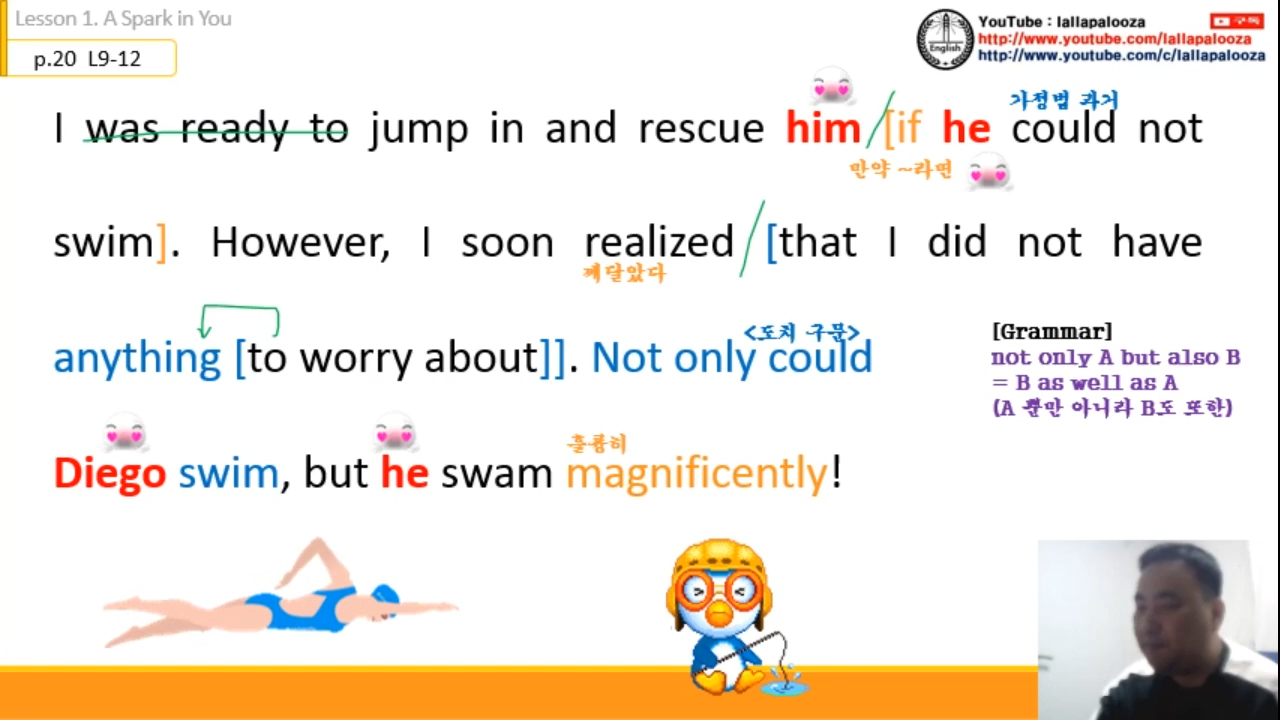 Lesson 1. A Spark in You
p.20 L9-12
English
YouTube : lallapalooza
구독
http://www.youtube.com/lallapalooza
http://www.youtube.com/c/lallapalooza
가정법 과거
I was ready to jump in and rescue him [if he could not
만약 ~라면
swim]. However, I soon realized [that I did not have
깨달았다
<도치 구문>
anything [to worry about]]. Not only could
[Grammar]
not only A but also B
= B as well as A
(A 뿐만 아니라 B도 또한)
훌륭히
Diego swim, but he swam magnificently!